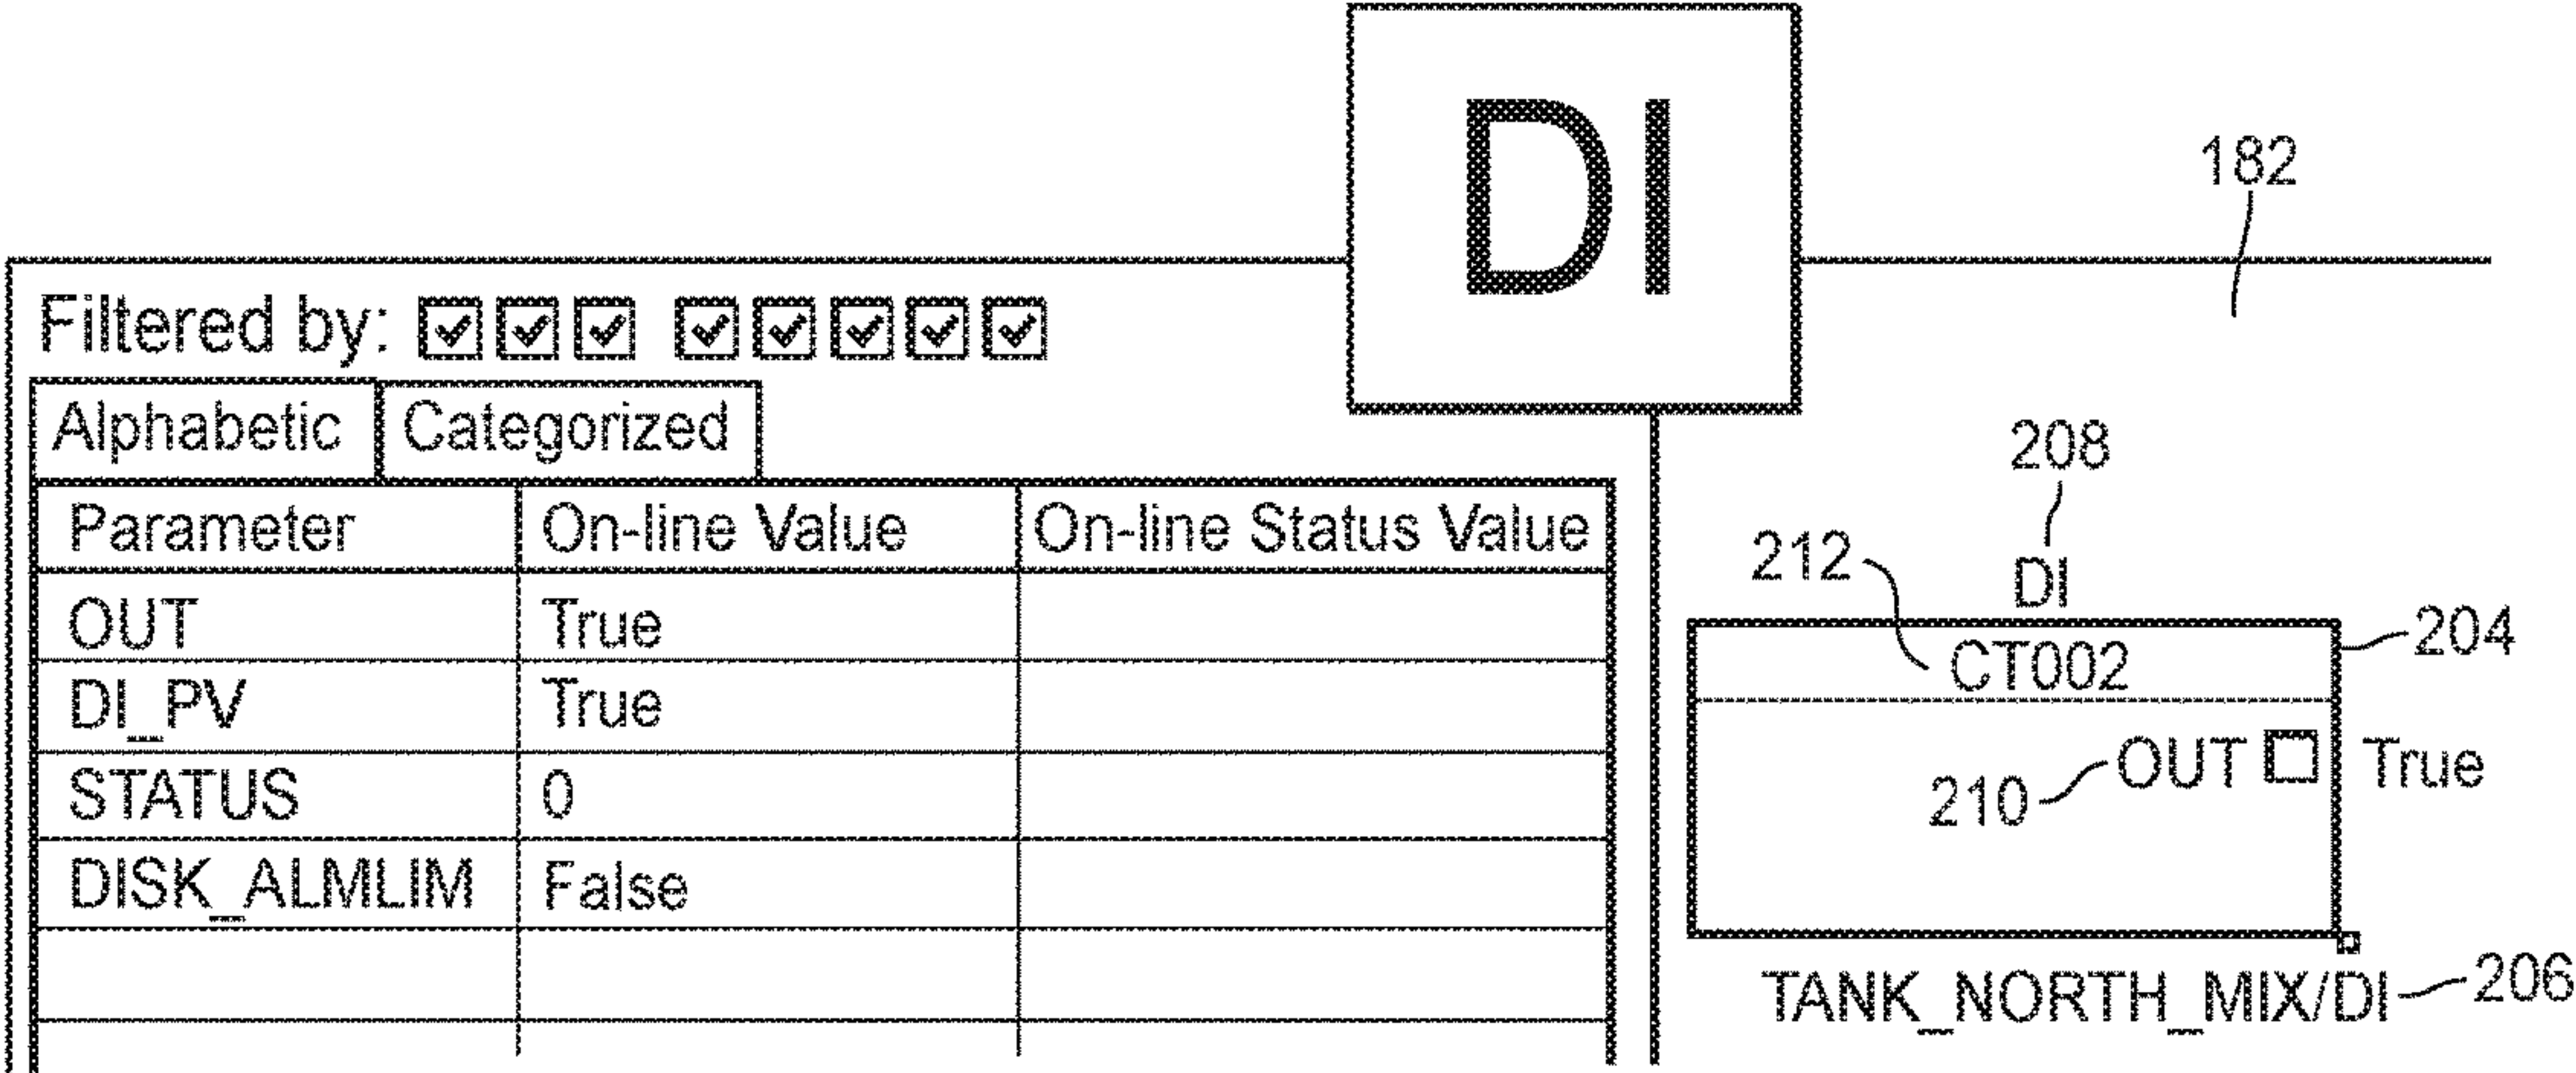 DI
182
Filtered by:
Alphabetic Categorized
Parameter On-line Value On-line Status Value
OUT True
DI_PV True
STATUS 0
DISK_ALMLIM False
208
212
DI
204
CT002
OUT True
210
TANK_NORTH_MIX/DI
206